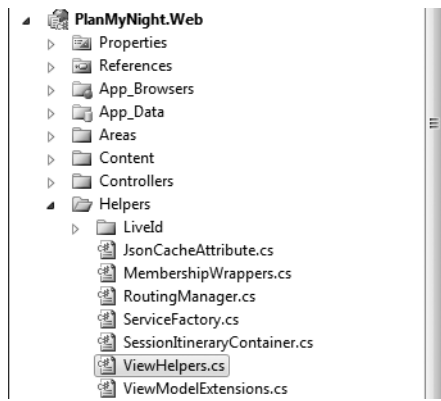 PlanMyNight.Web
Properties
References
App_Browsers
App_Data
Areas
Content
Controllers
Helpers
LiveId
JsonCacheAttribute.cs
MembershipWrappers.cs
RoutingManager.cs
ServiceFactory.cs
SessionItineraryContainer.cs
ViewHelpers.cs
ViewModelExtensions.cs